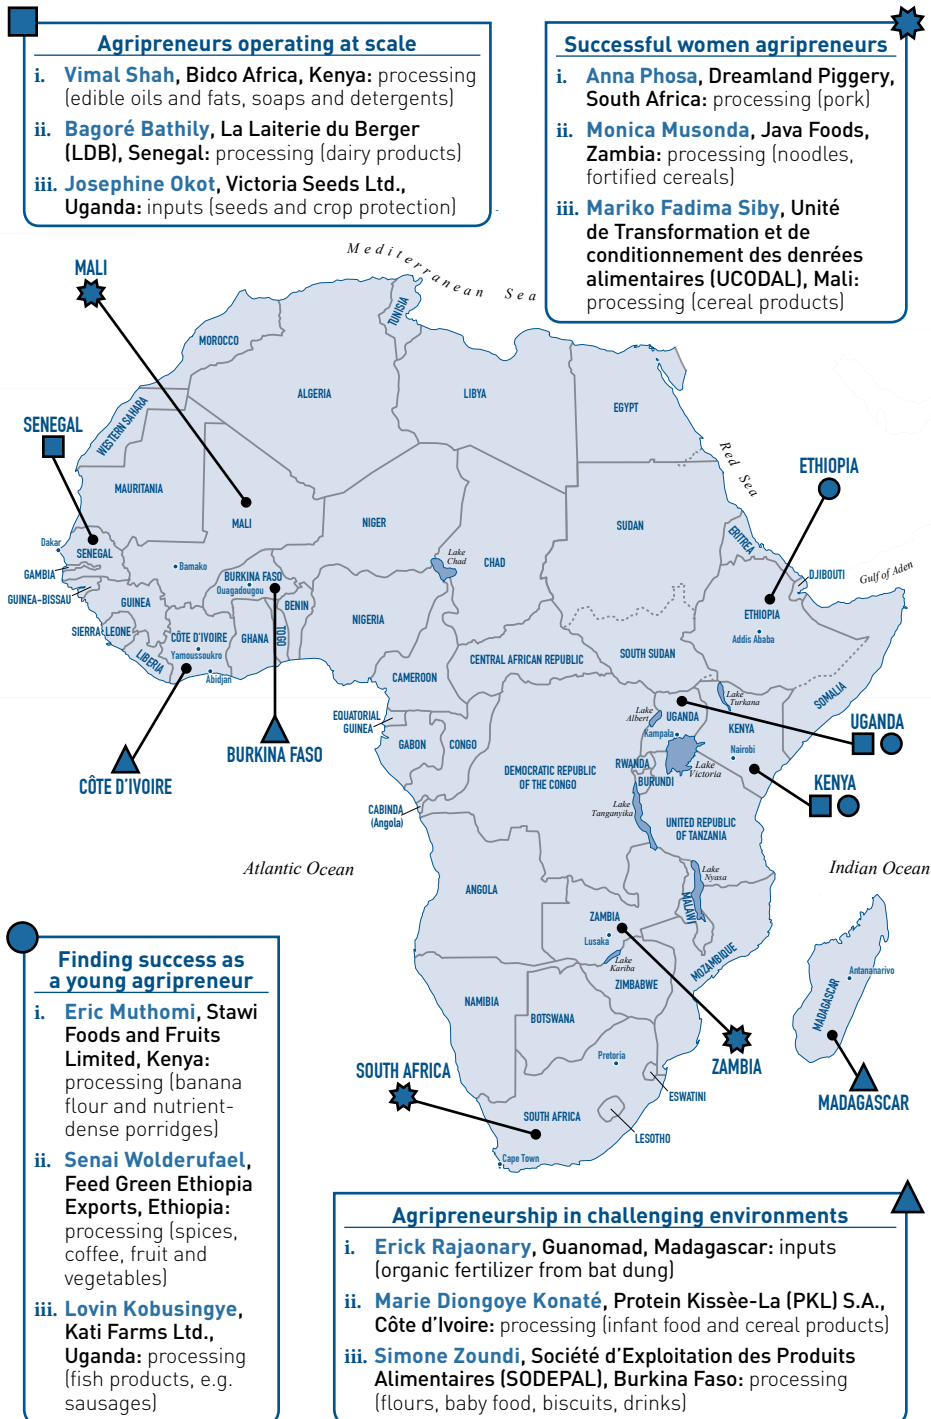 Agripreneurs operating at scale
i. Vimal Shah, Bidco Africa, Kenya: processing
(edible oils and fats, soaps and detergents)
ii. Bagoré Bathily, La Laiterie du Berger
(LDB), Senegal: processing (dairy products)
iii. Josephine Okot, Victoria Seeds Ltd.,
Uganda: inputs (seeds and crop protection)
Successful women agripreneurs
i. Anna Phosa, Dreamland Piggery,
South Africa: processing (pork)
ii. Monica Musonda, Java Foods,
Zambia: processing (noodles,
fortified cereals)
iii. Mariko Fadima Siby, Unité
de Transformation et de
conditionnement des denrées
alimentaires (UCODAL), Mali:
processing (cereal products)
Mediterranean Sea
MALI
TUNISIA
MOROCCO
ALGERIA
LIBYA
EGYPT
WESTERN SAHARA
SENEGAL
Red Sea
ETHIOPIA
MAURITANIA
MALI
NIGER
SUDAN
ERITREA
Dakar
SENEGAL
Lake
Chad
CHAD
Bamako
GAMBIA
BURKINA FASO
Ouagadougou
DJIBOUTI
Gulf of Aden
GUINEA-BISSAU
GUINEA
BENIN
NIGERIA
ETHIOPIA
SIERRA LEONE
CÔTE D'IVOIRE
GHANA
TOGO
Addis Ababa
LIBERIA
Yamoussoukro
Abidjan
CENTRAL AFRICAN REPUBLIC
SOUTH SUDAN
CAMEROON
SOMALIA
Lake
Turkana
EQUATORIAL
GUINEA
Lake
Albert
UGANDA
KENYA
UGANDA
Kampala
GABON
CONGO
Nairobi
BURKINA FASO
CÔTE D'IVOIRE
DEMOCRATIC REPUBLIC
OF THE CONGO
RWANDA
BURUNDI
Lake
Victoria
KENYA
CABINDA
(Angola)
Lake
Tanganyika
UNITED REPUBLIC
OF TANZANIA
Atlantic Ocean
Indian Ocean
Lake
Nyasa
ANGOLA
MALAWI
ZAMBIA
Lusaka
Lake
Kariba
MOZAMBIQUE
ZIMBABWE
Antananarivo
MADAGASCAR
NAMIBIA
BOTSWANA
Pretoria
ZAMBIA
SOUTH AFRICA
ESWATINI
MADAGASCAR
SOUTH AFRICA
LESOTHO
Cape Town
Finding success as
a young agripreneur
i. Eric Muthomi, Stawi
Foods and Fruits
Limited, Kenya:
processing (banana
flour and nutrient-
dense porridges)
ii. Senai Wolderufael,
Feed Green Ethiopia
Exports, Ethiopia:
processing (spices,
coffee, fruit and
vegetables)
iii. Lovin Kobusingye,
Kati Farms Ltd.,
Uganda: processing
(fish products, e.g.
sausages)
Agripreneurship in challenging environments
i. Erick Rajaonary, Guanomad, Madagascar: inputs
(organic fertilizer from bat dung)
ii. Marie Diongoye Konaté, Protein Kissèe-La (PKL) S.A.,
Côte d'Ivoire: processing (infant food and cereal products)
iii. Simone Zoundi, Société d'Exploitation des Produits
Alimentaires (SODEPAL), Burkina Faso: processing
(flours, baby food, biscuits, drinks)